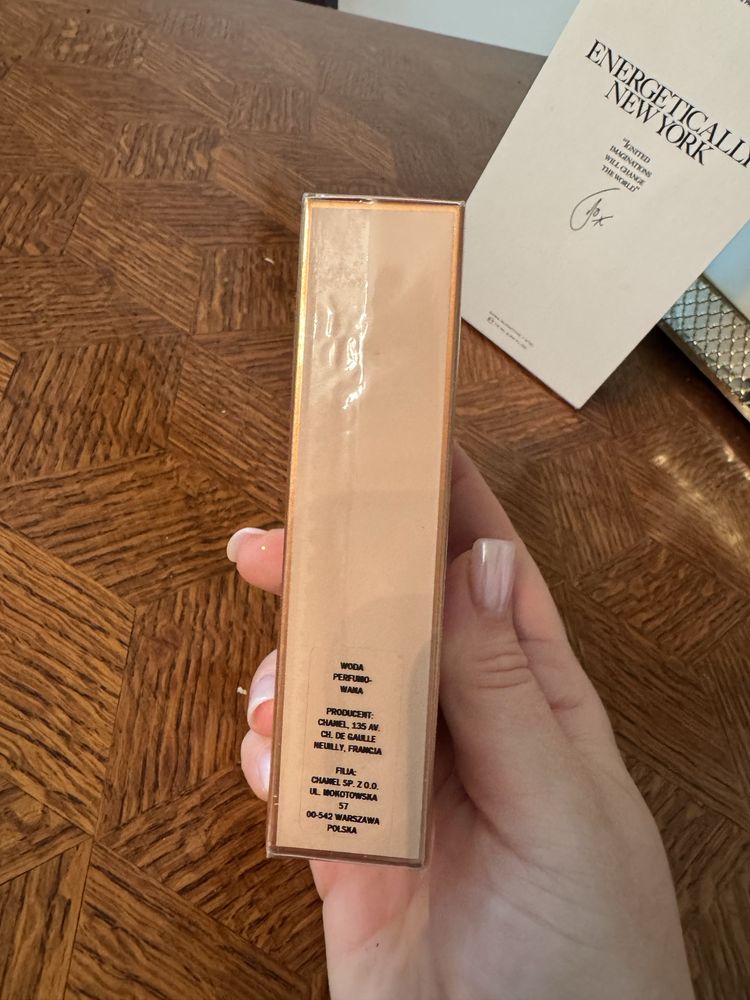 ENERGETICALLY
NEW YORK
"IGNITED
IMAGINATIONS
WILL CHANGE
THE WORLD"
WODA
PERFUMO-
WANA
PRODUCENT:
CHANEL, 135 AV.
CH. DE GAULLE
NEUILLY, FRANCJA
FILIA:
CHANEL SP. Z O.O.
UL. MOKOTOWSKA
57
00-542 WARSZAWA
POLSKA